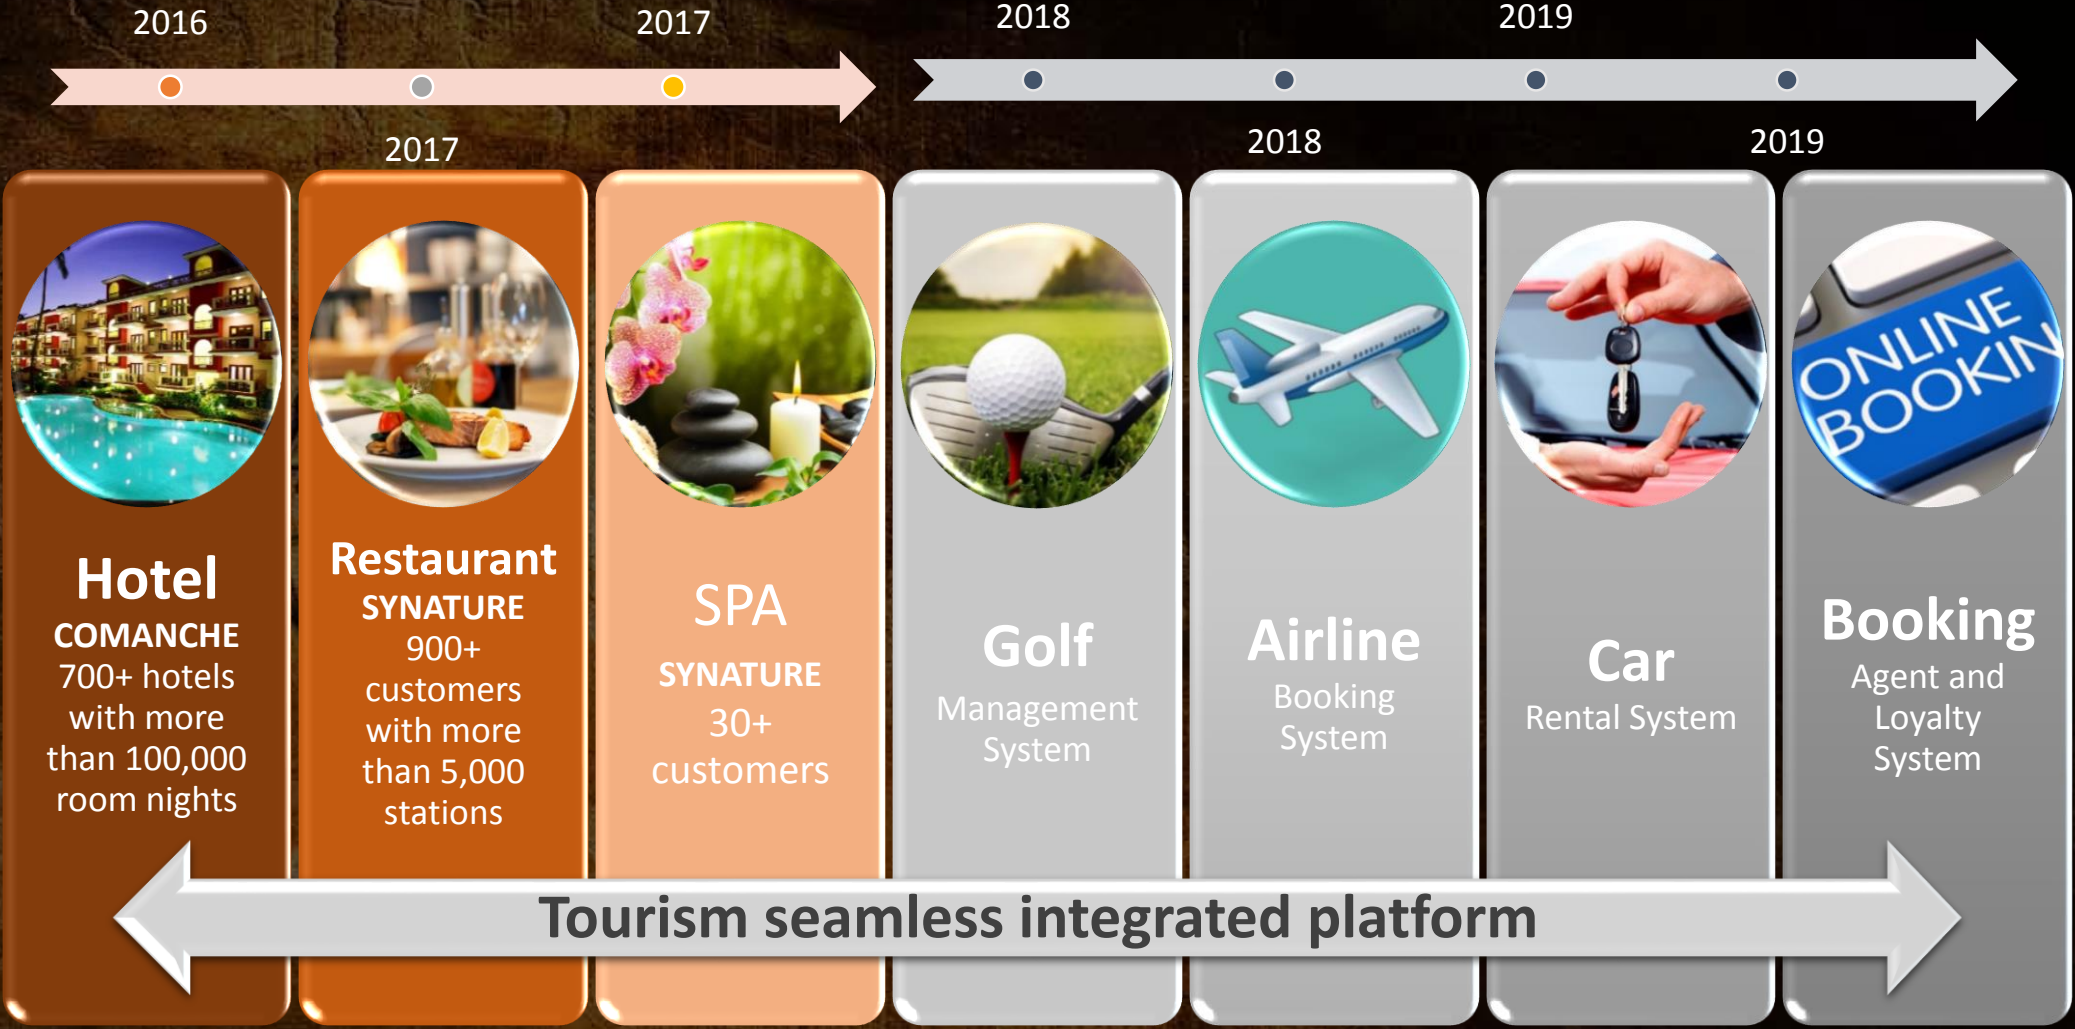 2016
2017
2017
2018
2018
2019
2019
Hotel
COMANCHE
700+ hotels
with more
than 100,000
room nights
Restaurant
SYNATURE
900+
customers
with more
than 5,000
stations
SPA
SYNATURE
30+
customers
Golf
Management
System
Airline
Booking
System
Car
Rental System
ONLINE
BOOKIN
Booking
Agent and
Loyalty
System
Tourism seamless integrated platform